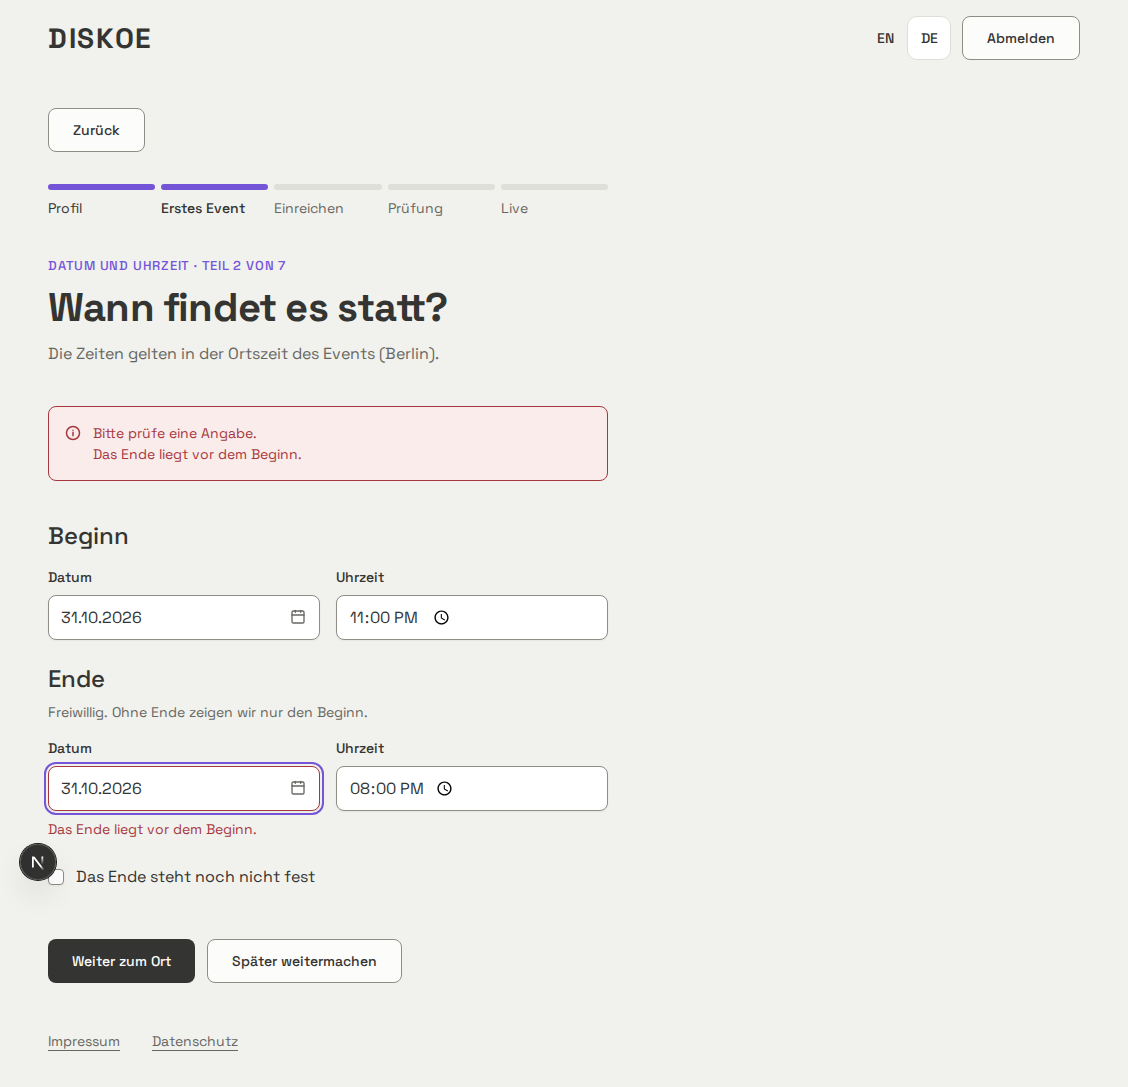 DISKOE
EN DE Abmelden
Zurück
Profil Erstes Event Einreichen Prüfung Live
DATUM UND UHRZEIT · TEIL 2 VON 7
Wann findet es statt?
Die Zeiten gelten in der Ortszeit des Events (Berlin).
Bitte prüfe eine Angabe.
Das Ende liegt vor dem Beginn.
Beginn
Datum Uhrzeit
31.10.2026 11:00 PM
Ende
Freiwillig. Ohne Ende zeigen wir nur den Beginn.
Datum Uhrzeit
31.10.2026 08:00 PM
Das Ende liegt vor dem Beginn.
N
Das Ende steht noch nicht fest
Weiter zum Ort Später weitermachen
Impressum Datenschutz